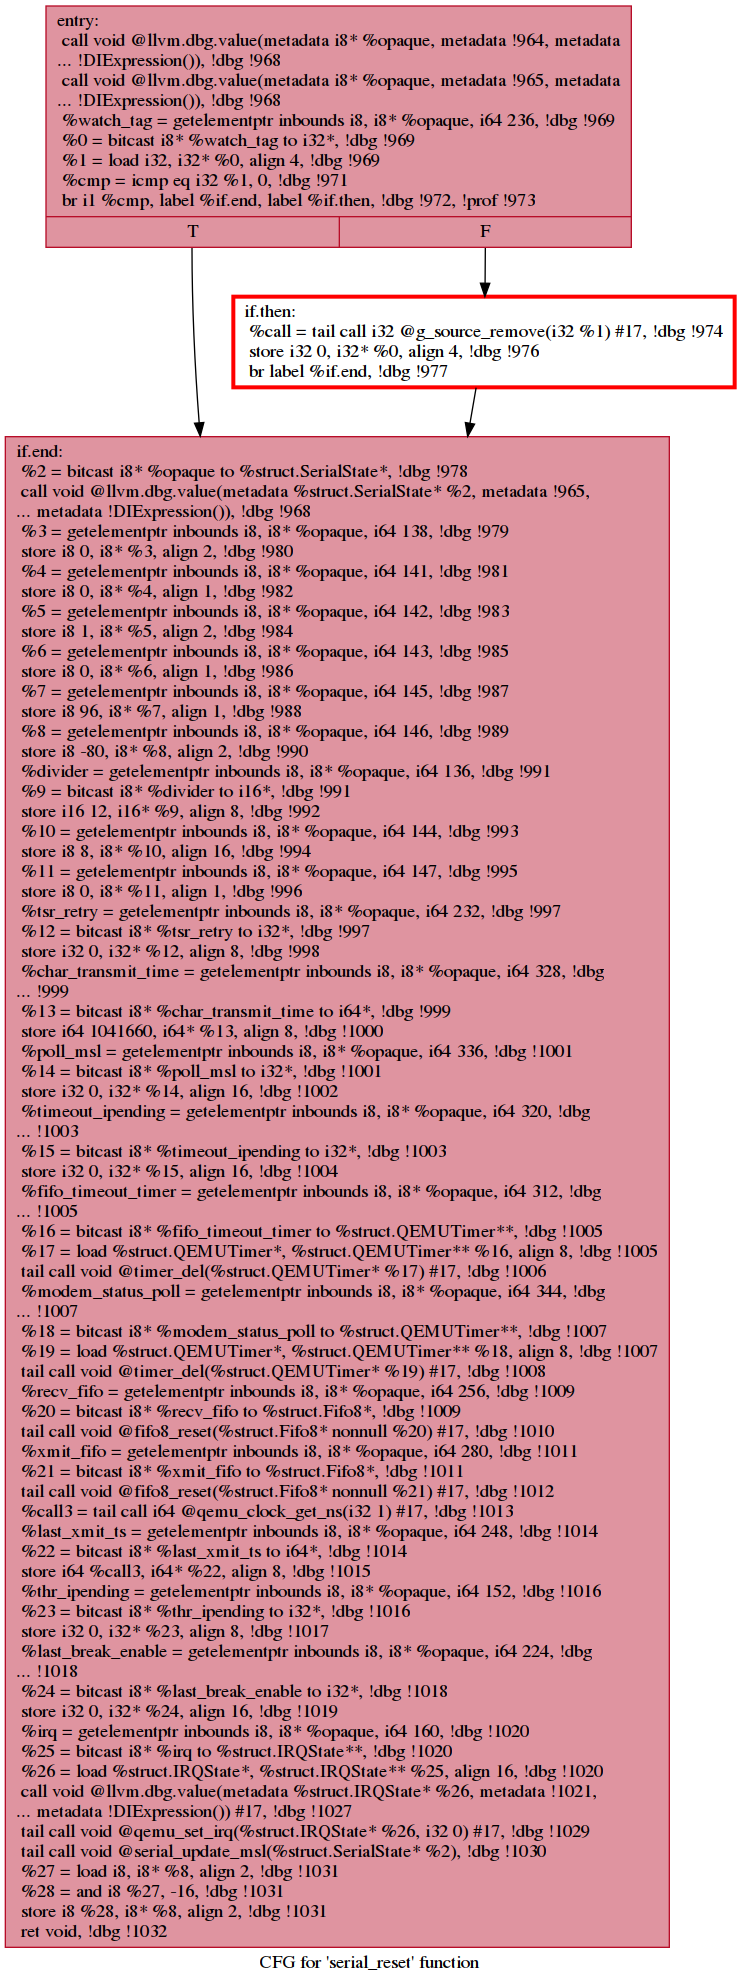 entry:
call void @llvm.dbg.value(metadata i8* %opaque, metadata !964, metadata
... !DIExpression()), !dbg !968
call void @llvm.dbg.value(metadata i8* %opaque, metadata !965, metadata
... !DIExpression()), !dbg !968
%watch_tag = getelementptr inbounds i8, i8* %opaque, i64 236, !dbg !969
%0 = bitcast i8* %watch_tag to i32*, !dbg !969
%1 = load i32, i32* %0, align 4, !dbg !969
%cmp = icmp eq i32 %1, 0, !dbg !971
br i1 %cmp, label %if.end, label %if.then, !dbg !972, !prof !973
T
F
if.then:
%call = tail call i32 @g_source_remove(i32 %1) #17, !dbg !974
store i32 0, i32* %0, align 4, !dbg !976
br label %if.end, !dbg !977
if.end:
%2 = bitcast i8* %opaque to %struct.SerialState*, !dbg !978
call void @llvm.dbg.value(metadata %struct.SerialState* %2, metadata !965,
... metadata !DIExpression()), !dbg !968
%3 = getelementptr inbounds i8, i8* %opaque, i64 138, !dbg !979
store i8 0, i8* %3, align 2, !dbg !980
%4 = getelementptr inbounds i8, i8* %opaque, i64 141, !dbg !981
store i8 0, i8* %4, align 1, !dbg !982
%5 = getelementptr inbounds i8, i8* %opaque, i64 142, !dbg !983
store i8 1, i8* %5, align 2, !dbg !984
%6 = getelementptr inbounds i8, i8* %opaque, i64 143, !dbg !985
store i8 0, i8* %6, align 1, !dbg !986
%7 = getelementptr inbounds i8, i8* %opaque, i64 145, !dbg !987
store i8 96, i8* %7, align 1, !dbg !988
%8 = getelementptr inbounds i8, i8* %opaque, i64 146, !dbg !989
store i8 -80, i8* %8, align 2, !dbg !990
%divider = getelementptr inbounds i8, i8* %opaque, i64 136, !dbg !991
%9 = bitcast i8* %divider to i16*, !dbg !991
store i16 12, i16* %9, align 8, !dbg !992
%10 = getelementptr inbounds i8, i8* %opaque, i64 144, !dbg !993
store i8 8, i8* %10, align 16, !dbg !994
%11 = getelementptr inbounds i8, i8* %opaque, i64 147, !dbg !995
store i8 0, i8* %11, align 1, !dbg !996
%tsr_retry = getelementptr inbounds i8, i8* %opaque, i64 232, !dbg !997
%12 = bitcast i8* %tsr_retry to i32*, !dbg !997
store i32 0, i32* %12, align 8, !dbg !998
%char_transmit_time = getelementptr inbounds i8, i8* %opaque, i64 328, !dbg
... !999
%13 = bitcast i8* %char_transmit_time to i64*, !dbg !999
store i64 1041660, i64* %13, align 8, !dbg !1000
%poll_msl = getelementptr inbounds i8, i8* %opaque, i64 336, !dbg !1001
%14 = bitcast i8* %poll_msl to i32*, !dbg !1001
store i32 0, i32* %14, align 16, !dbg !1002
%timeout_ipending = getelementptr inbounds i8, i8* %opaque, i64 320, !dbg
... !1003
%15 = bitcast i8* %timeout_ipending to i32*, !dbg !1003
store i32 0, i32* %15, align 16, !dbg !1004
%fifo_timeout_timer = getelementptr inbounds i8, i8* %opaque, i64 312, !dbg
... !1005
%16 = bitcast i8* %fifo_timeout_timer to %struct.QEMUTimer**, !dbg !1005
%17 = load %struct.QEMUTimer*, %struct.QEMUTimer** %16, align 8, !dbg !1005
tail call void @timer_del(%struct.QEMUTimer* %17) #17, !dbg !1006
%modem_status_poll = getelementptr inbounds i8, i8* %opaque, i64 344, !dbg
... !1007
%18 = bitcast i8* %modem_status_poll to %struct.QEMUTimer**, !dbg !1007
%19 = load %struct.QEMUTimer*, %struct.QEMUTimer** %18, align 8, !dbg !1007
tail call void @timer_del(%struct.QEMUTimer* %19) #17, !dbg !1008
%recv_fifo = getelementptr inbounds i8, i8* %opaque, i64 256, !dbg !1009
%20 = bitcast i8* %recv_fifo to %struct.Fifo8*, !dbg !1009
tail call void @fifo8_reset(%struct.Fifo8* nonnull %20) #17, !dbg !1010
%xmit_fifo = getelementptr inbounds i8, i8* %opaque, i64 280, !dbg !1011
%21 = bitcast i8* %xmit_fifo to %struct.Fifo8*, !dbg !1011
tail call void @fifo8_reset(%struct.Fifo8* nonnull %21) #17, !dbg !1012
%call3 = tail call i64 @qemu_clock_get_ns(i32 1) #17, !dbg !1013
%last_xmit_ts = getelementptr inbounds i8, i8* %opaque, i64 248, !dbg !1014
%22 = bitcast i8* %last_xmit_ts to i64*, !dbg !1014
store i64 %call3, i64* %22, align 8, !dbg !1015
%thr_ipending = getelementptr inbounds i8, i8* %opaque, i64 152, !dbg !1016
%23 = bitcast i8* %thr_ipending to i32*, !dbg !1016
store i32 0, i32* %23, align 8, !dbg !1017
%last_break_enable = getelementptr inbounds i8, i8* %opaque, i64 224, !dbg
... !1018
%24 = bitcast i8* %last_break_enable to i32*, !dbg !1018
store i32 0, i32* %24, align 16, !dbg !1019
%irq = getelementptr inbounds i8, i8* %opaque, i64 160, !dbg !1020
%25 = bitcast i8* %irq to %struct.IRQState**, !dbg !1020
%26 = load %struct.IRQState*, %struct.IRQState** %25, align 16, !dbg !1020
call void @llvm.dbg.value(metadata %struct.IRQState* %26, metadata !1021,
... metadata !DIExpression()) #17, !dbg !1027
tail call void @qemu_set_irq(%struct.IRQState* %26, i32 0) #17, !dbg !1029
tail call void @serial_update_msl(%struct.SerialState* %2), !dbg !1030
%27 = load i8, i8* %8, align 2, !dbg !1031
%28 = and i8 %27, -16, !dbg !1031
store i8 %28, i8* %8, align 2, !dbg !1031
ret void, !dbg !1032
CFG for 'serial_reset' function